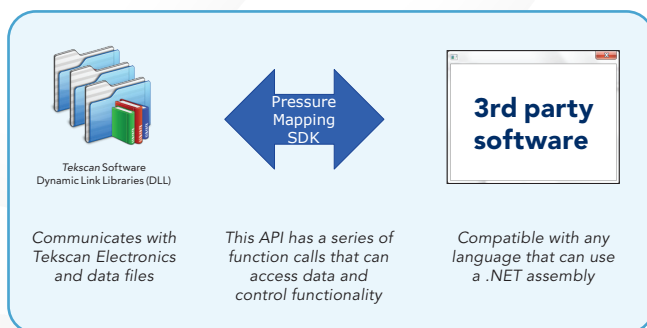 Pressure
Mapping
SDK
3rd party
software
Tekscan Software
Dynamic Link Libraries (DLL)
Communicates with
Tekscan Electronics
and data files
This API has a series of
function calls that can
access data and
control functionality
Compatible with any
language that can use
a .NET assembly